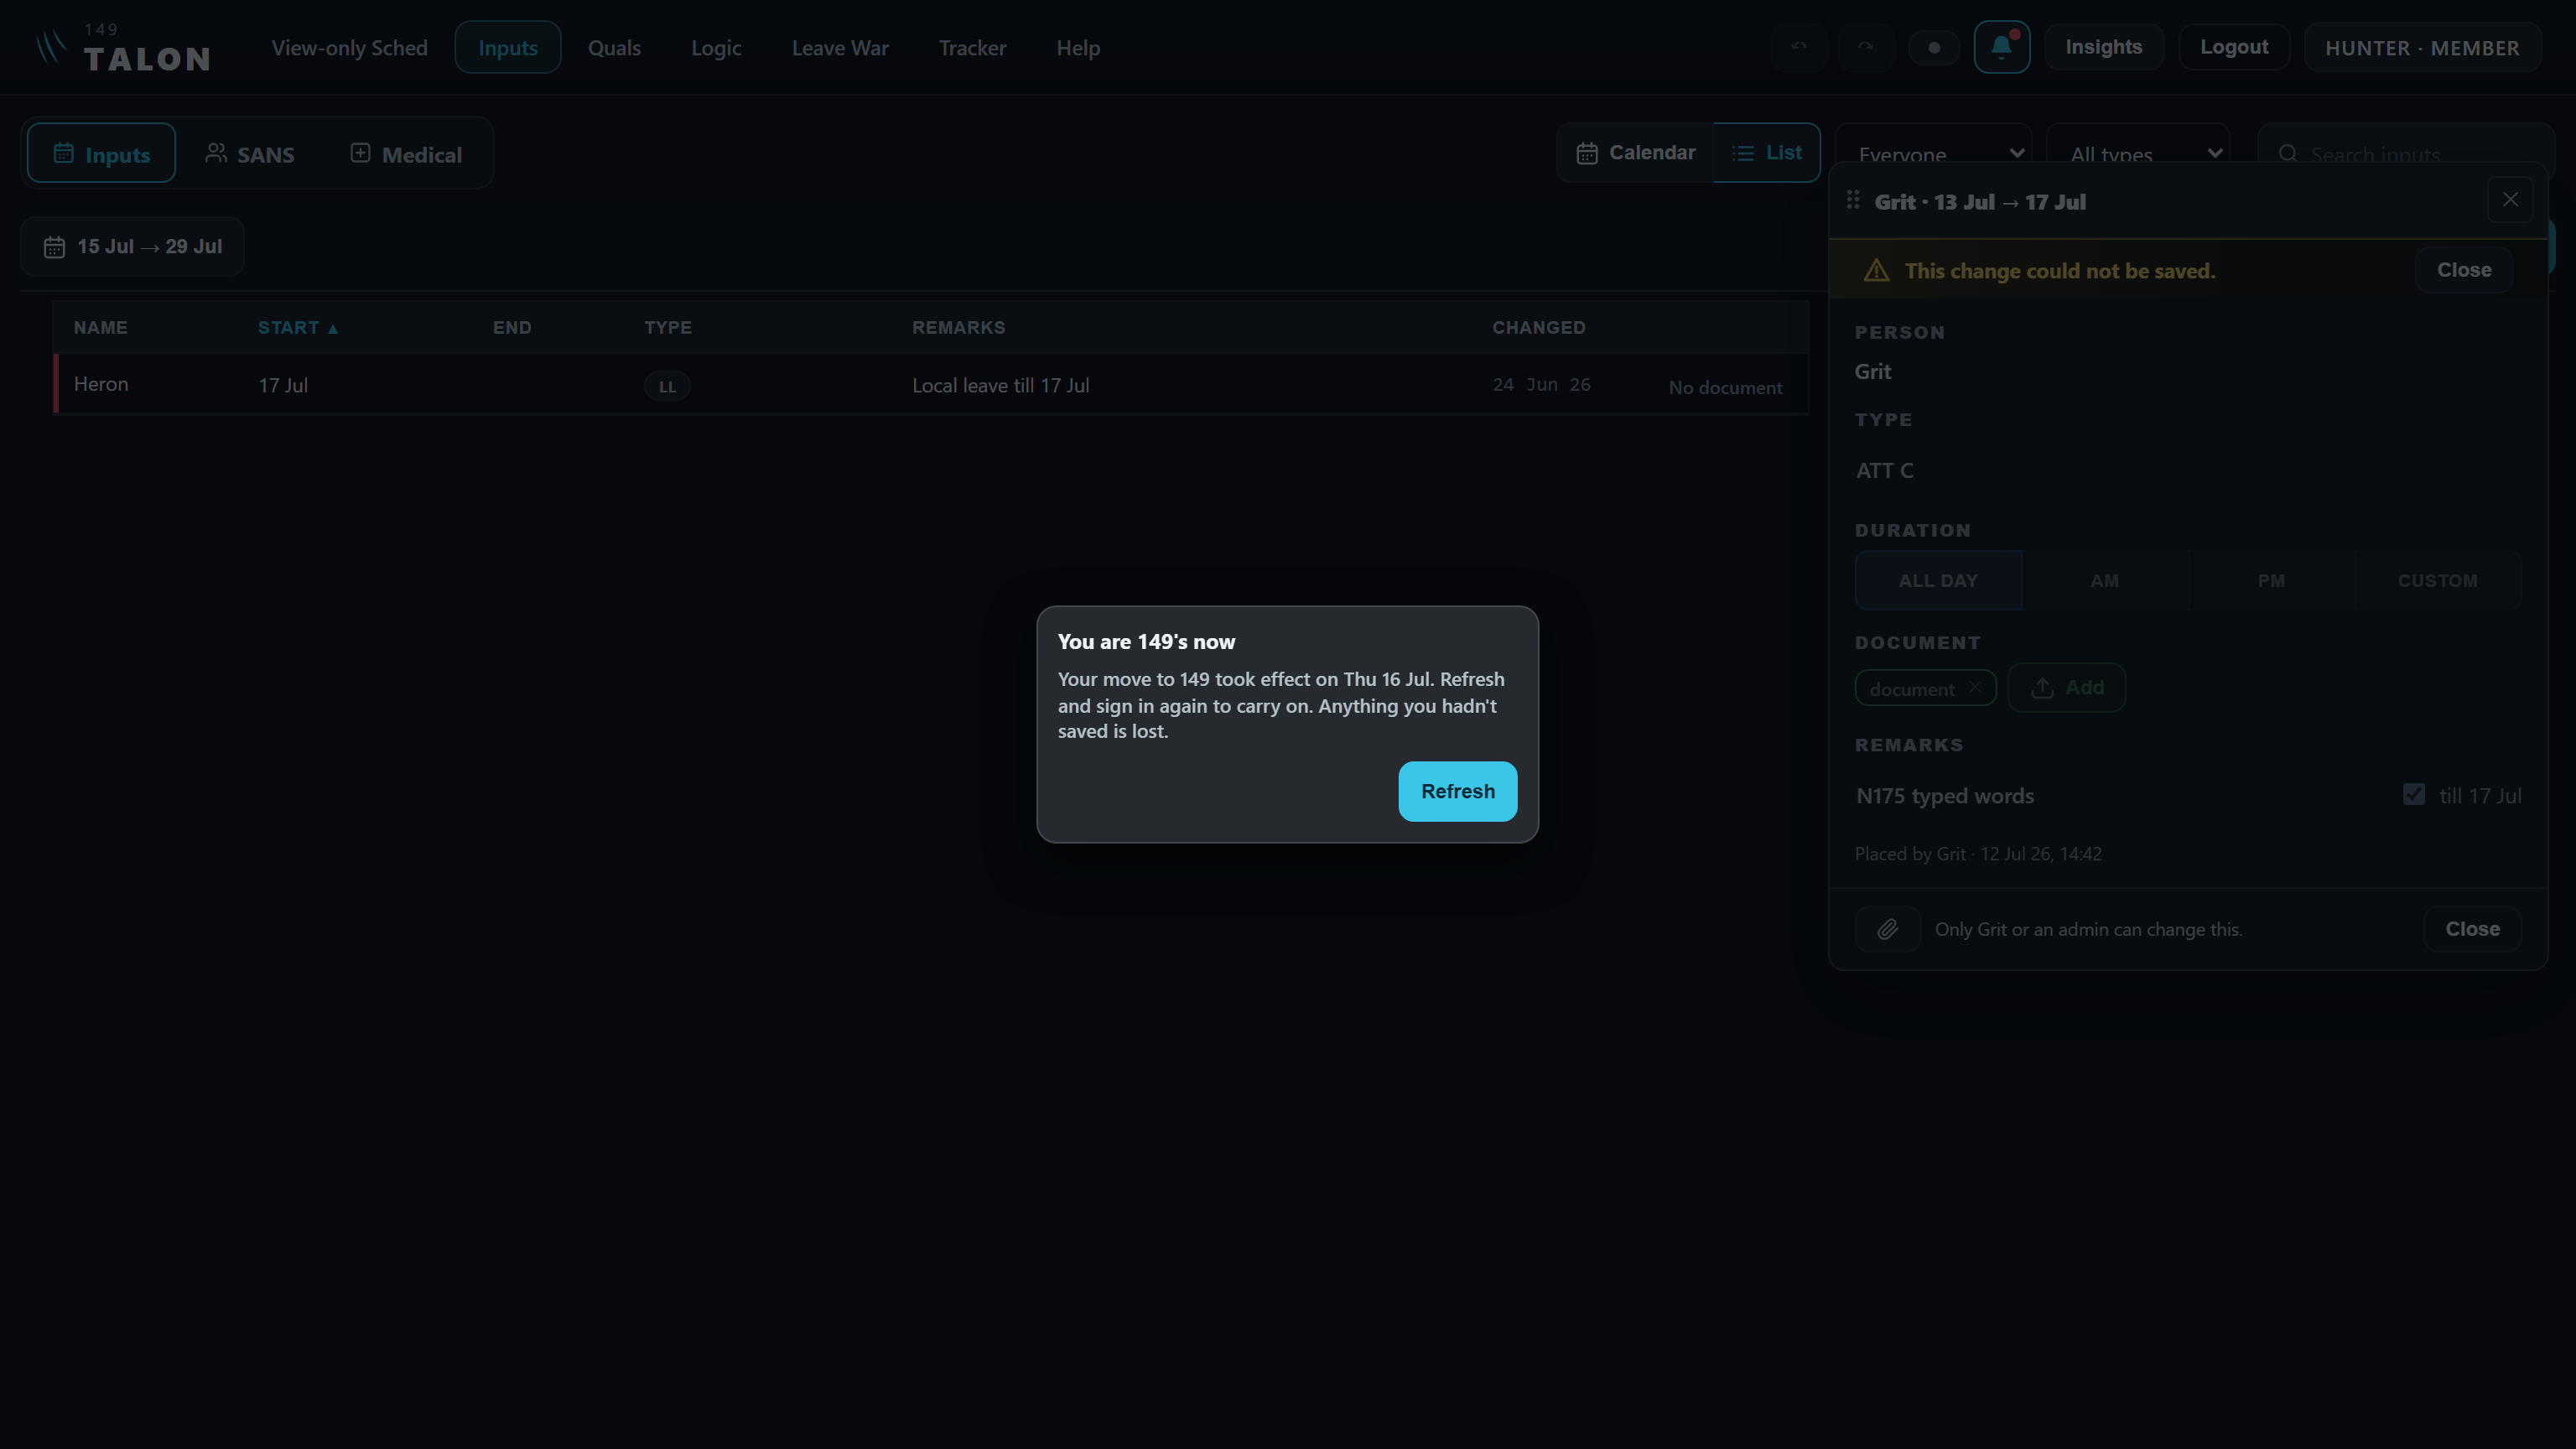 149
TALON
View-only Sched
Inputs
Quals
Logic
Leave War
Tracker
Help
Insights
Logout
HUNTER · MEMBER
Inputs
SANS
Medical
Calendar
List
Everyone
All types
Search inputs
15 Jul → 29 Jul
NAME START ▲ END TYPE REMARKS CHANGED
Heron 17 Jul LL Local leave till 17 Jul 24 Jun 26 No document
Grit · 13 Jul → 17 Jul
This change could not be saved.
Close
PERSON
Grit
TYPE
ATT C
DURATION
ALL DAY AM PM CUSTOM
DOCUMENT
document
Add
REMARKS
N175 typed words
till 17 Jul
Placed by Grit · 12 Jul 26, 14:42
Only Grit or an admin can change this.
Close
You are 149's now
Your move to 149 took effect on Thu 16 Jul. Refresh
and sign in again to carry on. Anything you hadn't
saved is lost.
Refresh